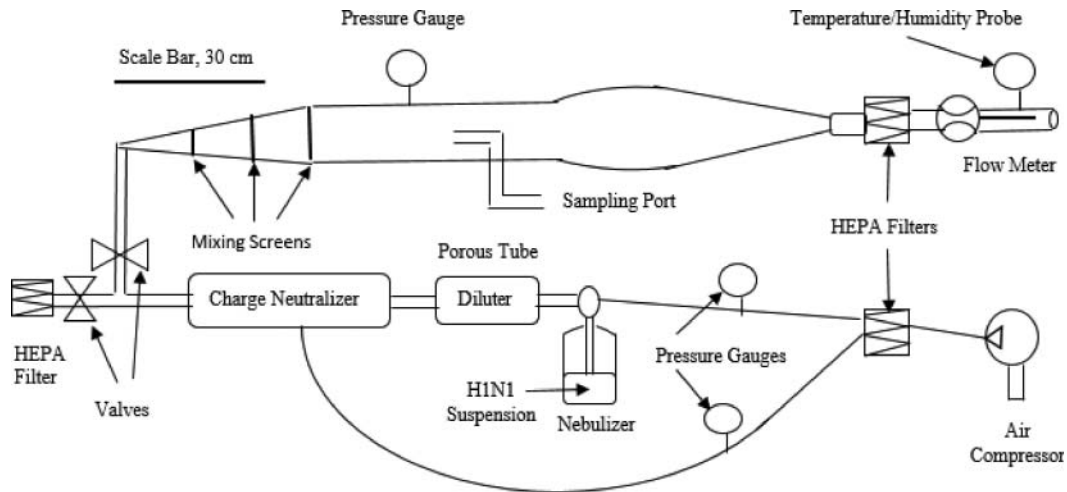 Pressure Gauge
Temperature/Humidity Probe
Scale Bar, 30 cm
Flow Meter
Sampling Port
Mixing Screens
HEPA Filters
Porous Tube
Charge Neutralizer
Diluter
HEPA
Filter
Pressure Gauges
Valves
H1N1
Suspension
Nebulizer
Air
Compressor